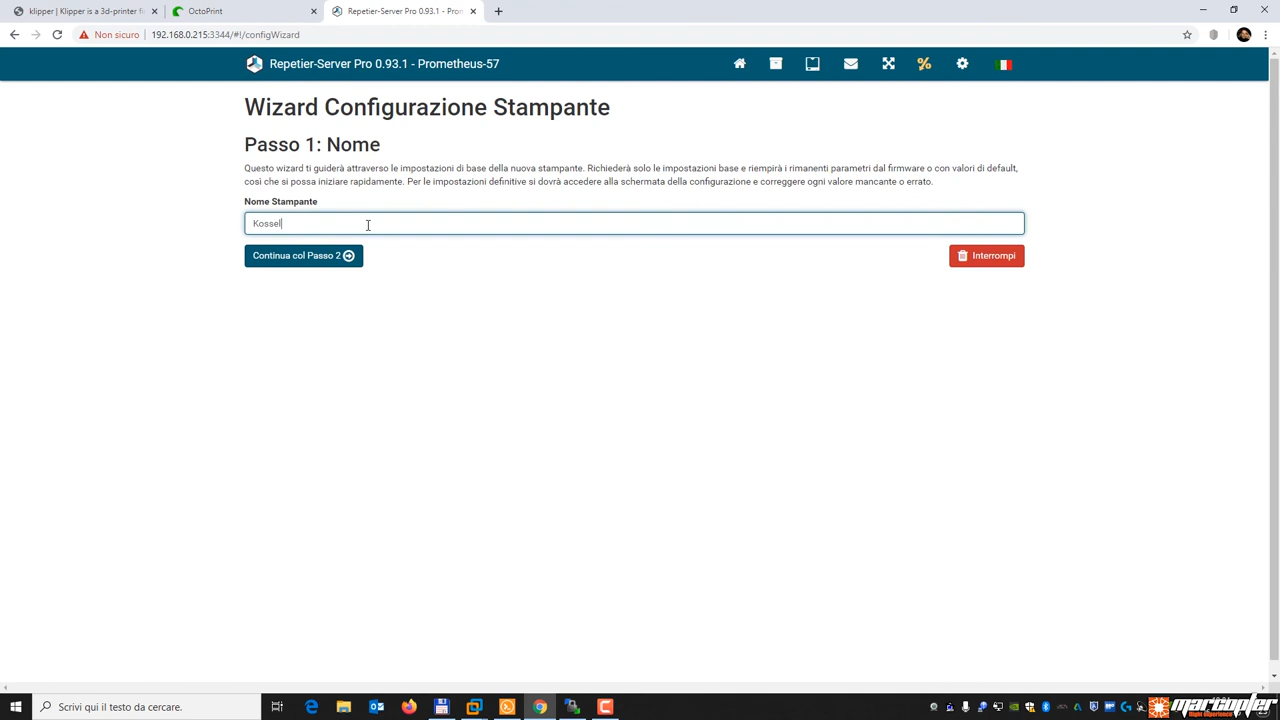 klipper | Klipper is a 3d-printer fi
OctoPrint
Repetier-Server Pro 0.93.1 - Pro
Non sicuro
192.168.0.215:3344/#!/configWizard
Repetier-Server Pro 0.93.1 - Prometheus-57
Wizard Configurazione Stampante
Passo 1: Nome
Questo wizard ti guiderà attraverso le impostazioni di base della nuova stampante. Richiederà solo le impostazioni base e riempirà i rimanenti parametri dal firmware o con valori di default,
così che si possa iniziare rapidamente. Per le impostazioni definitive si dovrà accedere alla schermata della configurazione e correggere ogni valore mancante o errato.
Nome Stampante
Kossel
Continua col Passo 2
Interrompi
Scrivi qui il testo da cercare.
marcopter